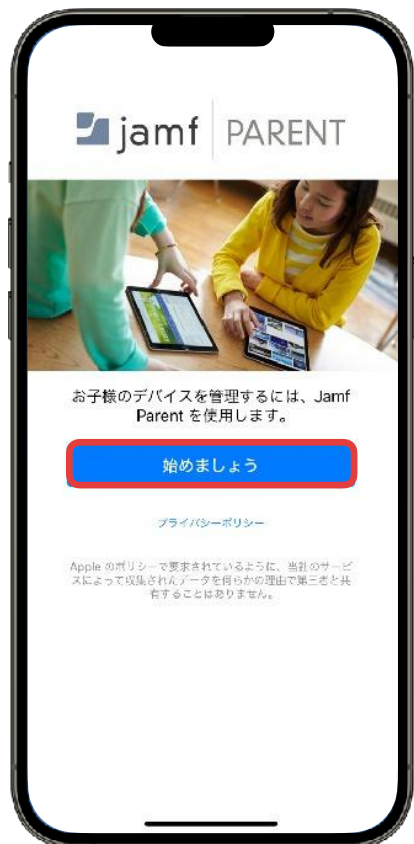 jamf PARENT
お子様のデバイスを管理するには、Jamf
Parent を使用します。
始めましょう
プライバシーポリシー
Apple のポリシーで要求されているように、当社のサービ
スによって収集されたデータを何らかの理由で第三者と共
有することはありません。